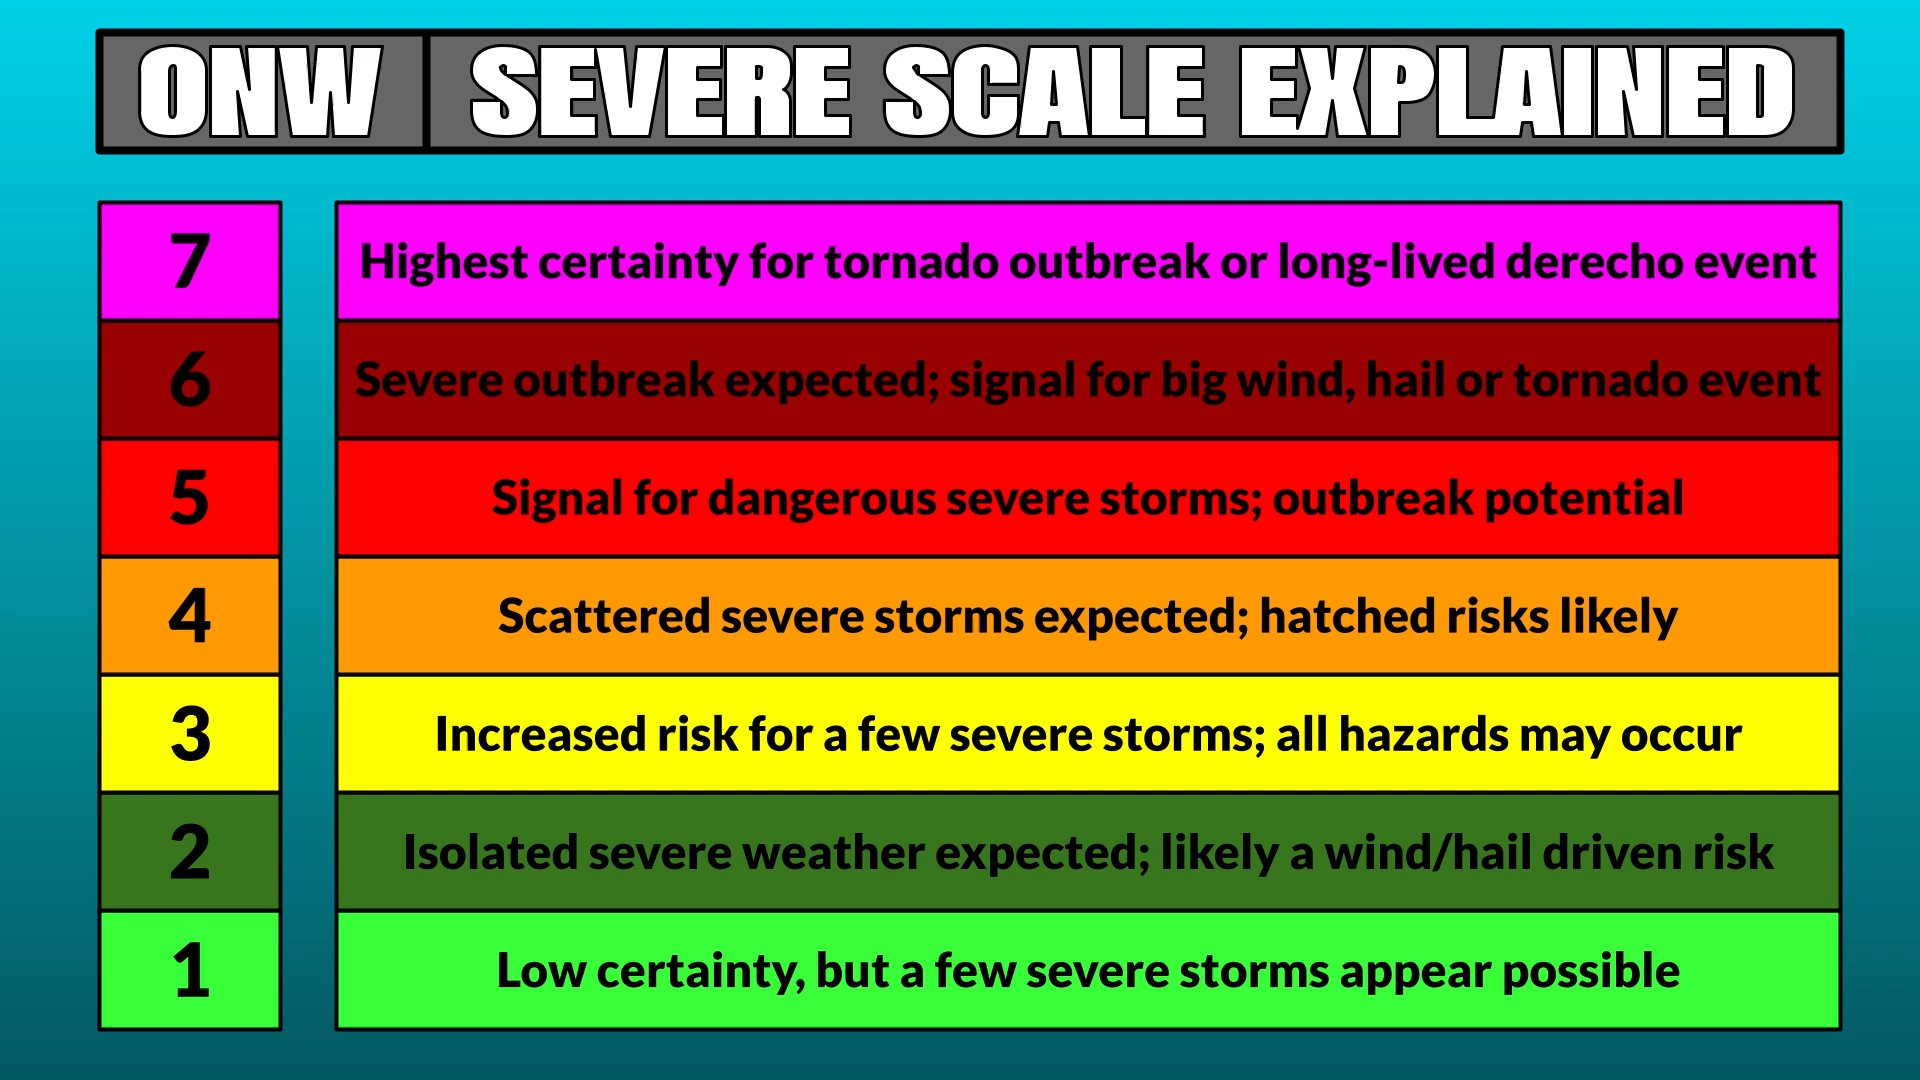 ONW SEVERE SCALE EXPLAINED
7 Highest certainty for tornado outbreak or long-lived derecho event
6 Severe outbreak expected; signal for big wind, hail or tornado event
5 Signal for dangerous severe storms; outbreak potential
4 Scattered severe storms expected; hatched risks likely
3 Increased risk for a few severe storms; all hazards may occur
2 Isolated severe weather expected; likely a wind/hail driven risk
1 Low certainty, but a few severe storms appear possible